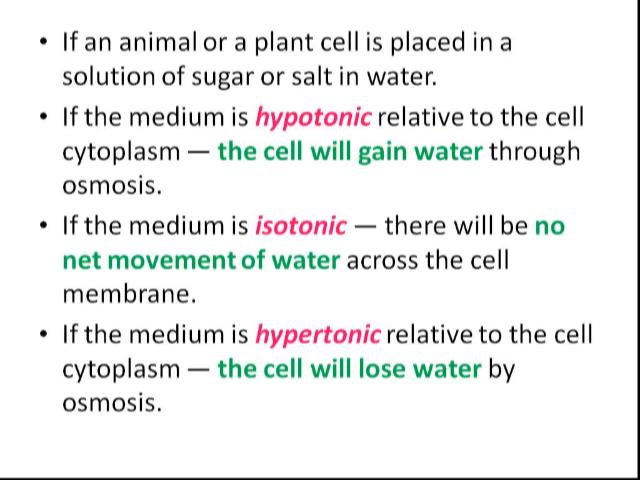 • If an animal or a plant cell is placed in a
solution of sugar or salt in water.
• If the medium is hypotonic relative to the cell
cytoplasm — the cell will gain water through
osmosis.
• If the medium is isotonic — there will be no
net movement of water across the cell
membrane.
• If the medium is hypertonic relative to the cell
cytoplasm — the cell will lose water by
osmosis.